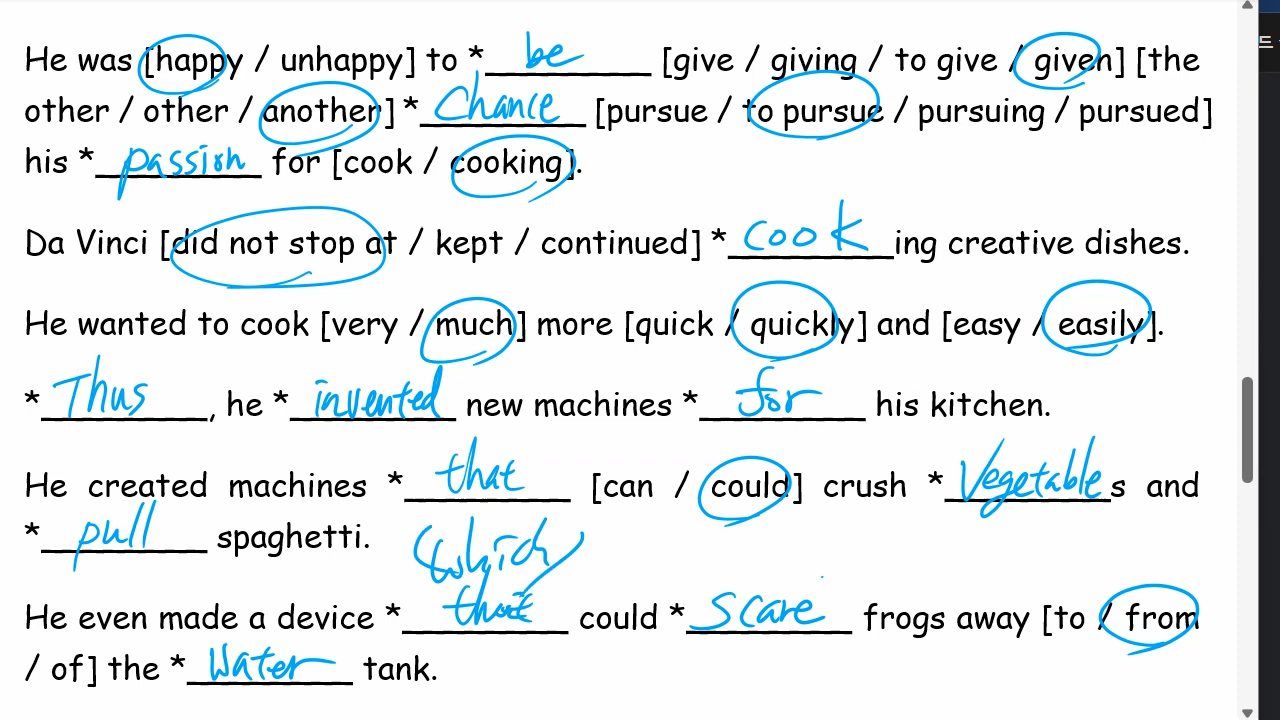 He was [happy / unhappy] to * be [give / giving / to give / given] [the
other / other / another] * Chance [pursue / to pursue / pursuing / pursued]
his * passion for [cook / cooking].
Da Vinci [did not stop at / kept / continued] * cook ing creative dishes.
He wanted to cook [very / much] more [quick / quickly] and [easy / easily].
* Thus, he * invented new machines * for his kitchen.
He created machines * that [can / could] crush * Vegetable s and
* pull spaghetti.
(which)
He even made a device * that could * scare frogs away [to / from
/ of] the * Water tank.